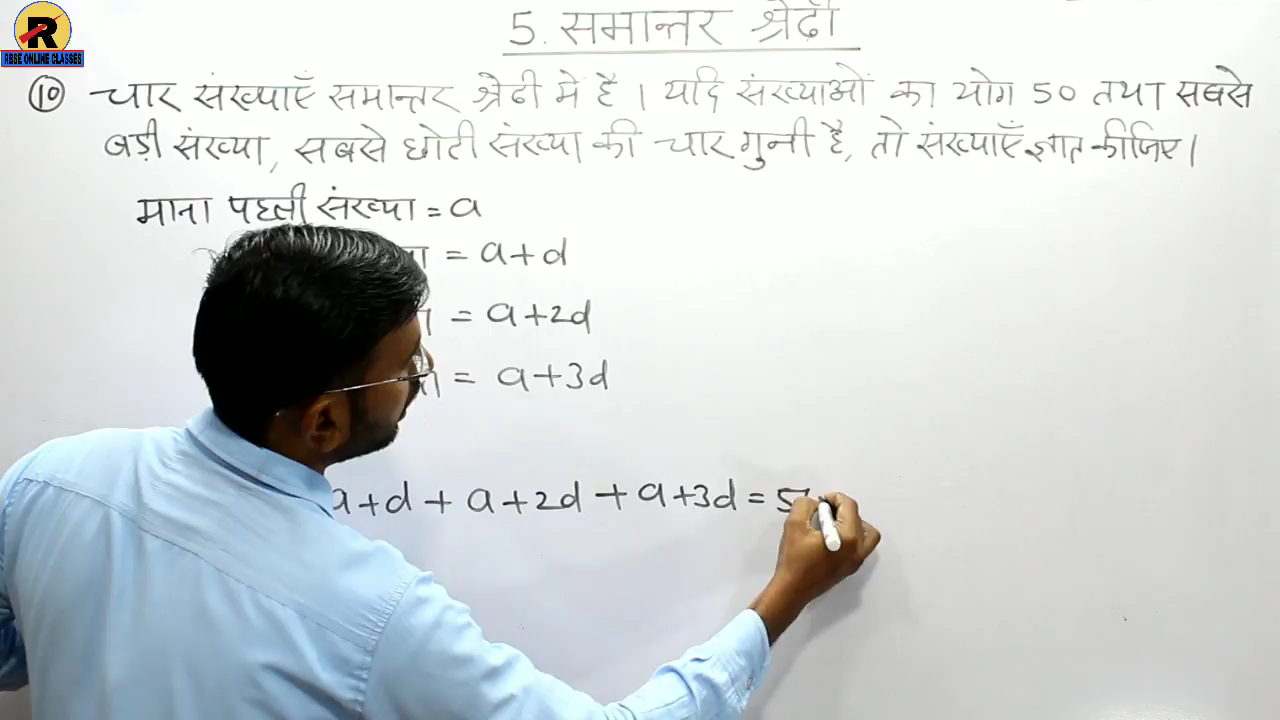 R
RBSE ONLINE CLASSES
5. समान्तर श्रेढ़ी
(10) चार संख्याएँ समान्तर श्रेढी में है । यदि संख्याओं का योग 50 तथा सबसे
बड़ी संख्या, सबसे छोटी संख्या की चार गुनी है, तो संख्याएँ ज्ञात कीजिए।
माना पहली संख्या = a
= a+d
= a+2d
= a+3d
a+d + a+2d + a+3d = 5